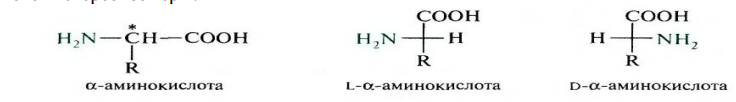 *
H₂N—CH—COOH
R
α-аминокислота
COOH
H₂N—H
R
L-α-аминокислота
COOH
H—NH₂
R
D-α-аминокислота